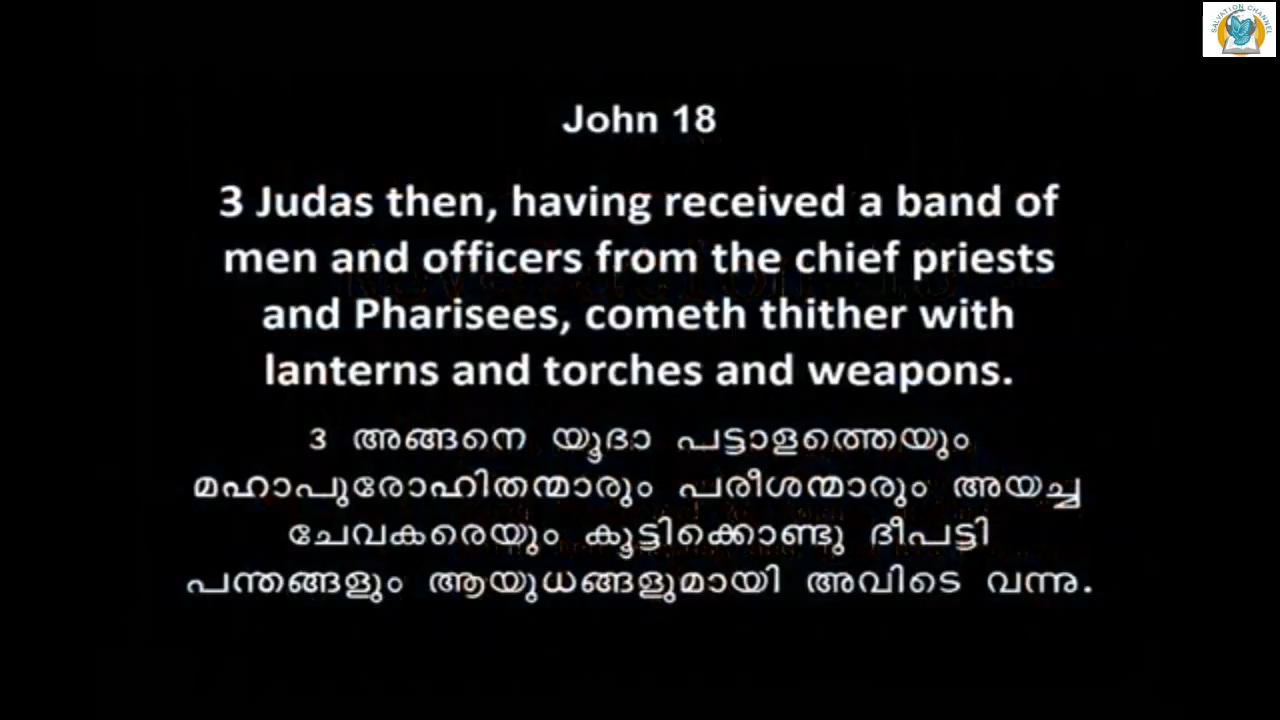 SALVATION CHANNEL
John 18
3 Judas then, having received a band of
men and officers from the chief priests
and Pharisees, cometh thither with
lanterns and torches and weapons.
3 അങ്ങനെ യൂദാ പട്ടാളത്തെയും
മഹാപുരോഹിതന്മാരും പരീശന്മാരും അയച്ച
ചേവകരെയും കൂട്ടിക്കൊണ്ടു ദീപട്ടി
പന്തങ്ങളും ആയുധങ്ങളുമായി അവിടെ വന്നു.